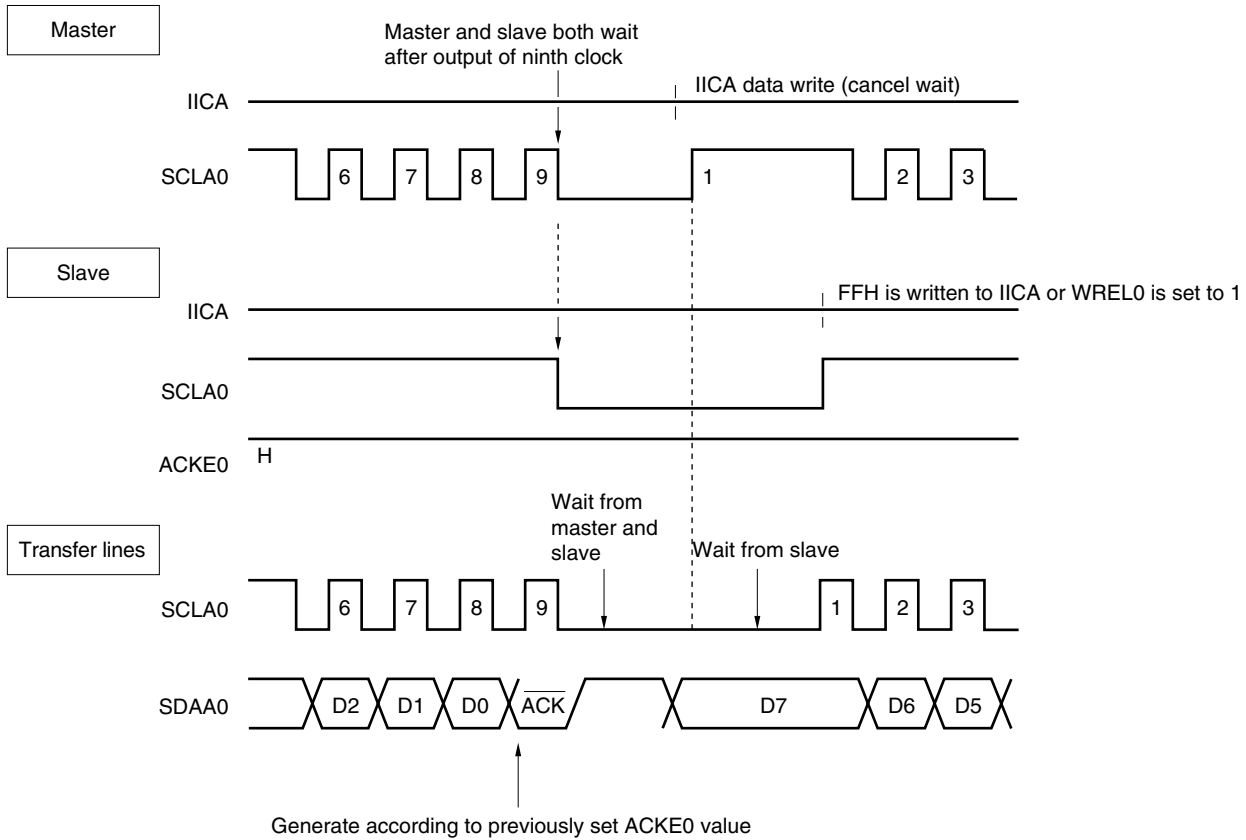 Master
Master and slave both wait
after output of ninth clock
IICA data write (cancel wait)
IICA
SCLA0
6 7 8 9 1 2 3
Slave
FFH is written to IICA or WREL0 is set to 1
IICA
SCLA0
H
ACKE0
Wait from
master and
slave
Transfer lines
Wait from slave
SCLA0
6 7 8 9 1 2 3
SDAA0
D2 D1 D0 ACK D7 D6 D5
Generate according to previously set ACKE0 value